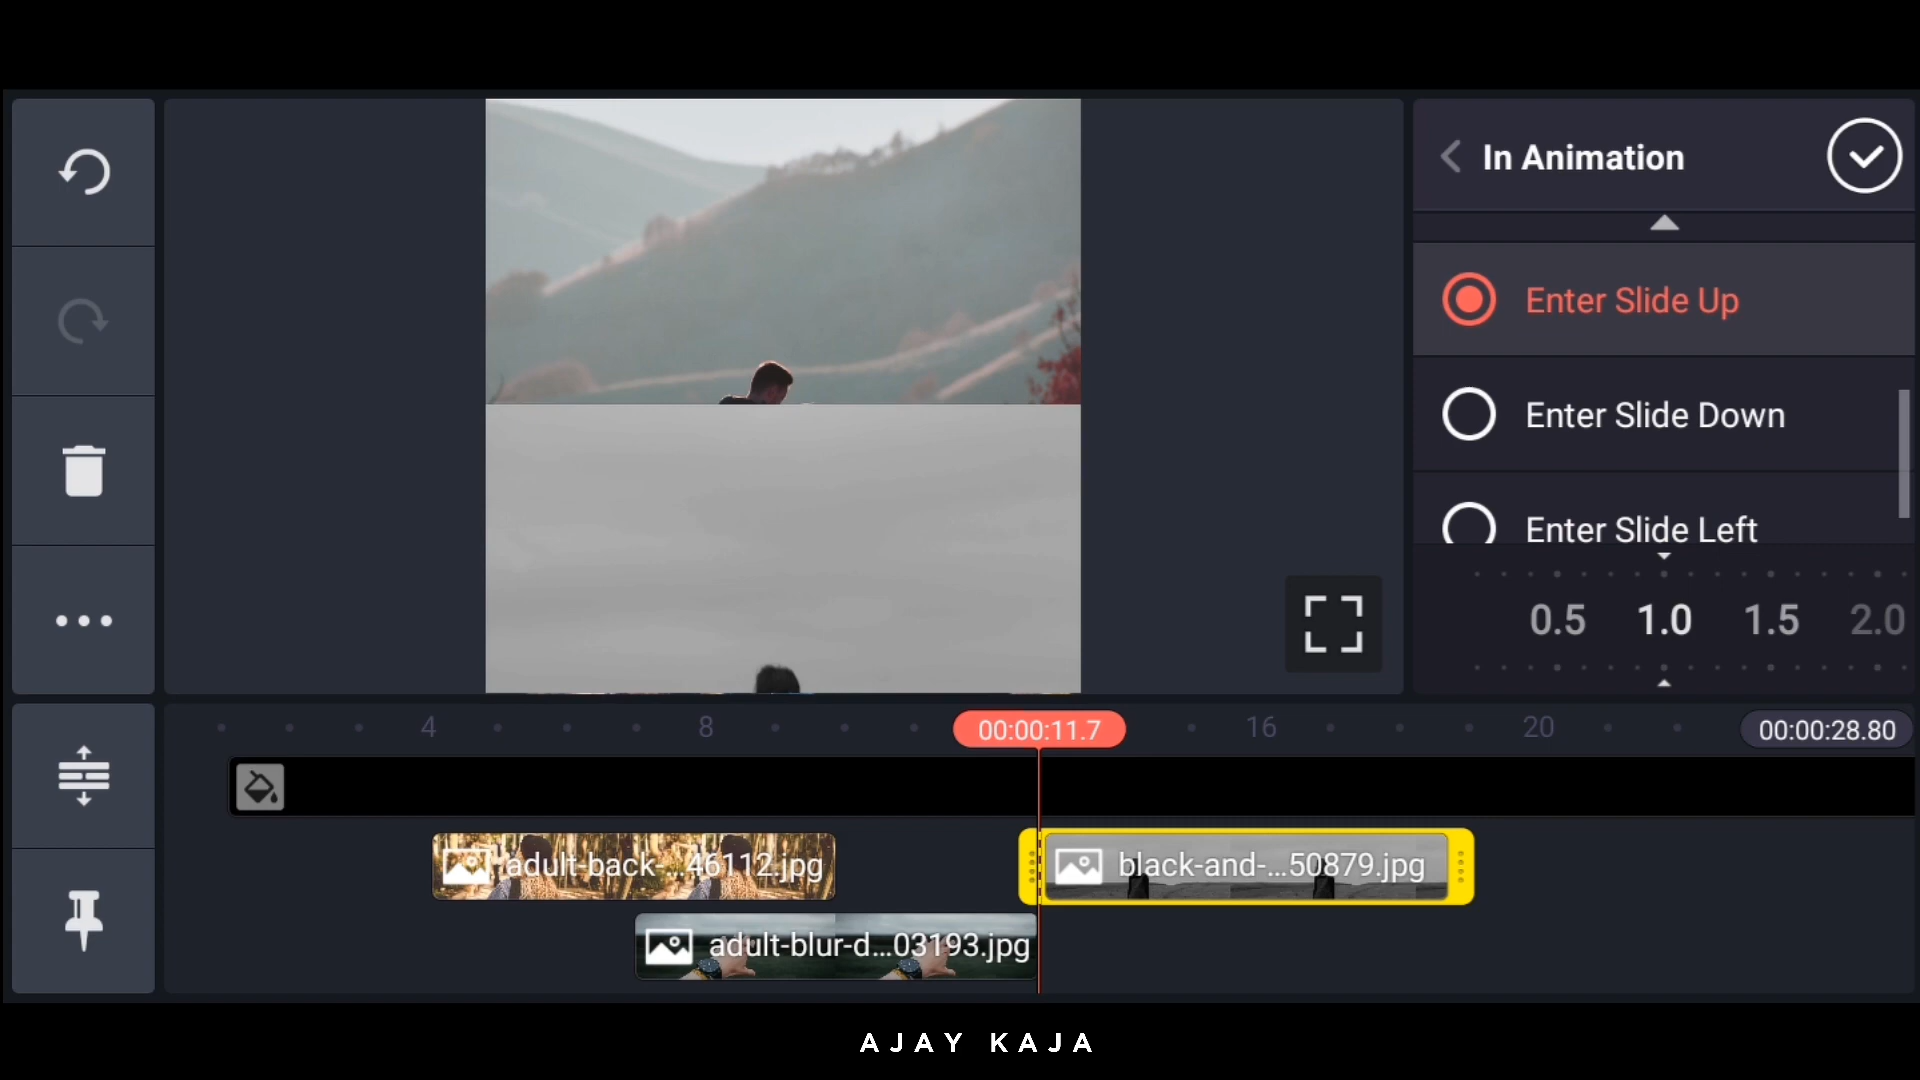 In Animation
Enter Slide Up
Enter Slide Down
Enter Slide Left
0.5 1.0 1.5 2.0
4 8 00:00:11.7 16 20 00:00:28.80
adult-back-...46112.jpg
black-and-...50879.jpg
adult-blur-d...03193.jpg
AJAY KAJA